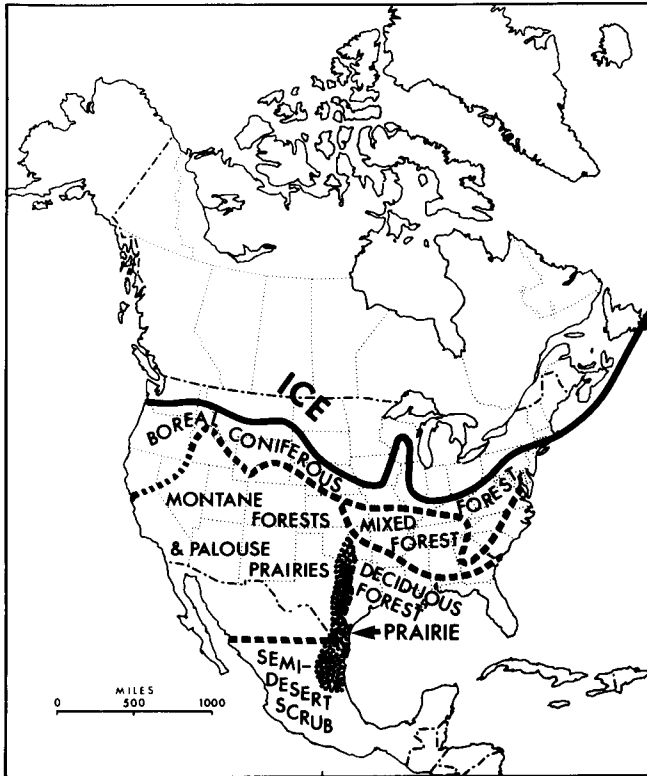 ICE
BOREAL CONIFEROUS FOREST
MONTANE
FORESTS
MIXED
FOREST
& PALOUSE
PRAIRIES
DECIDUOUS
FOREST
PRAIRIE
SEMI-
DESERT
SCRUB
MILES
0 500 1000